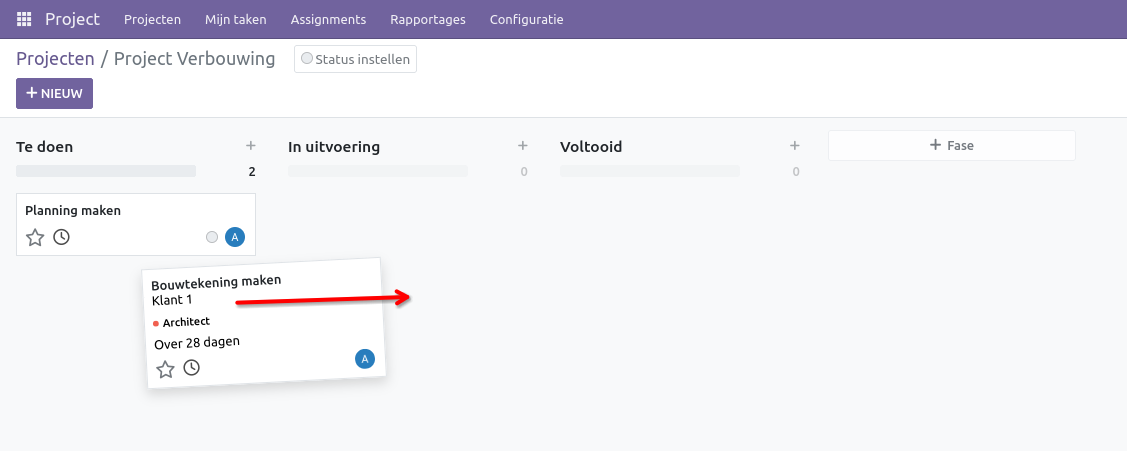 Project Projecten Mijn taken Assignments Rapportages Configuratie
Projecten / Project Verbouwing Status instellen
+ NIEUW
Te doen +
2
In uitvoering +
0
Voltooid +
0
+ Fase
Planning maken
A
Bouwtekening maken
Klant 1
Architect
Over 28 dagen
A